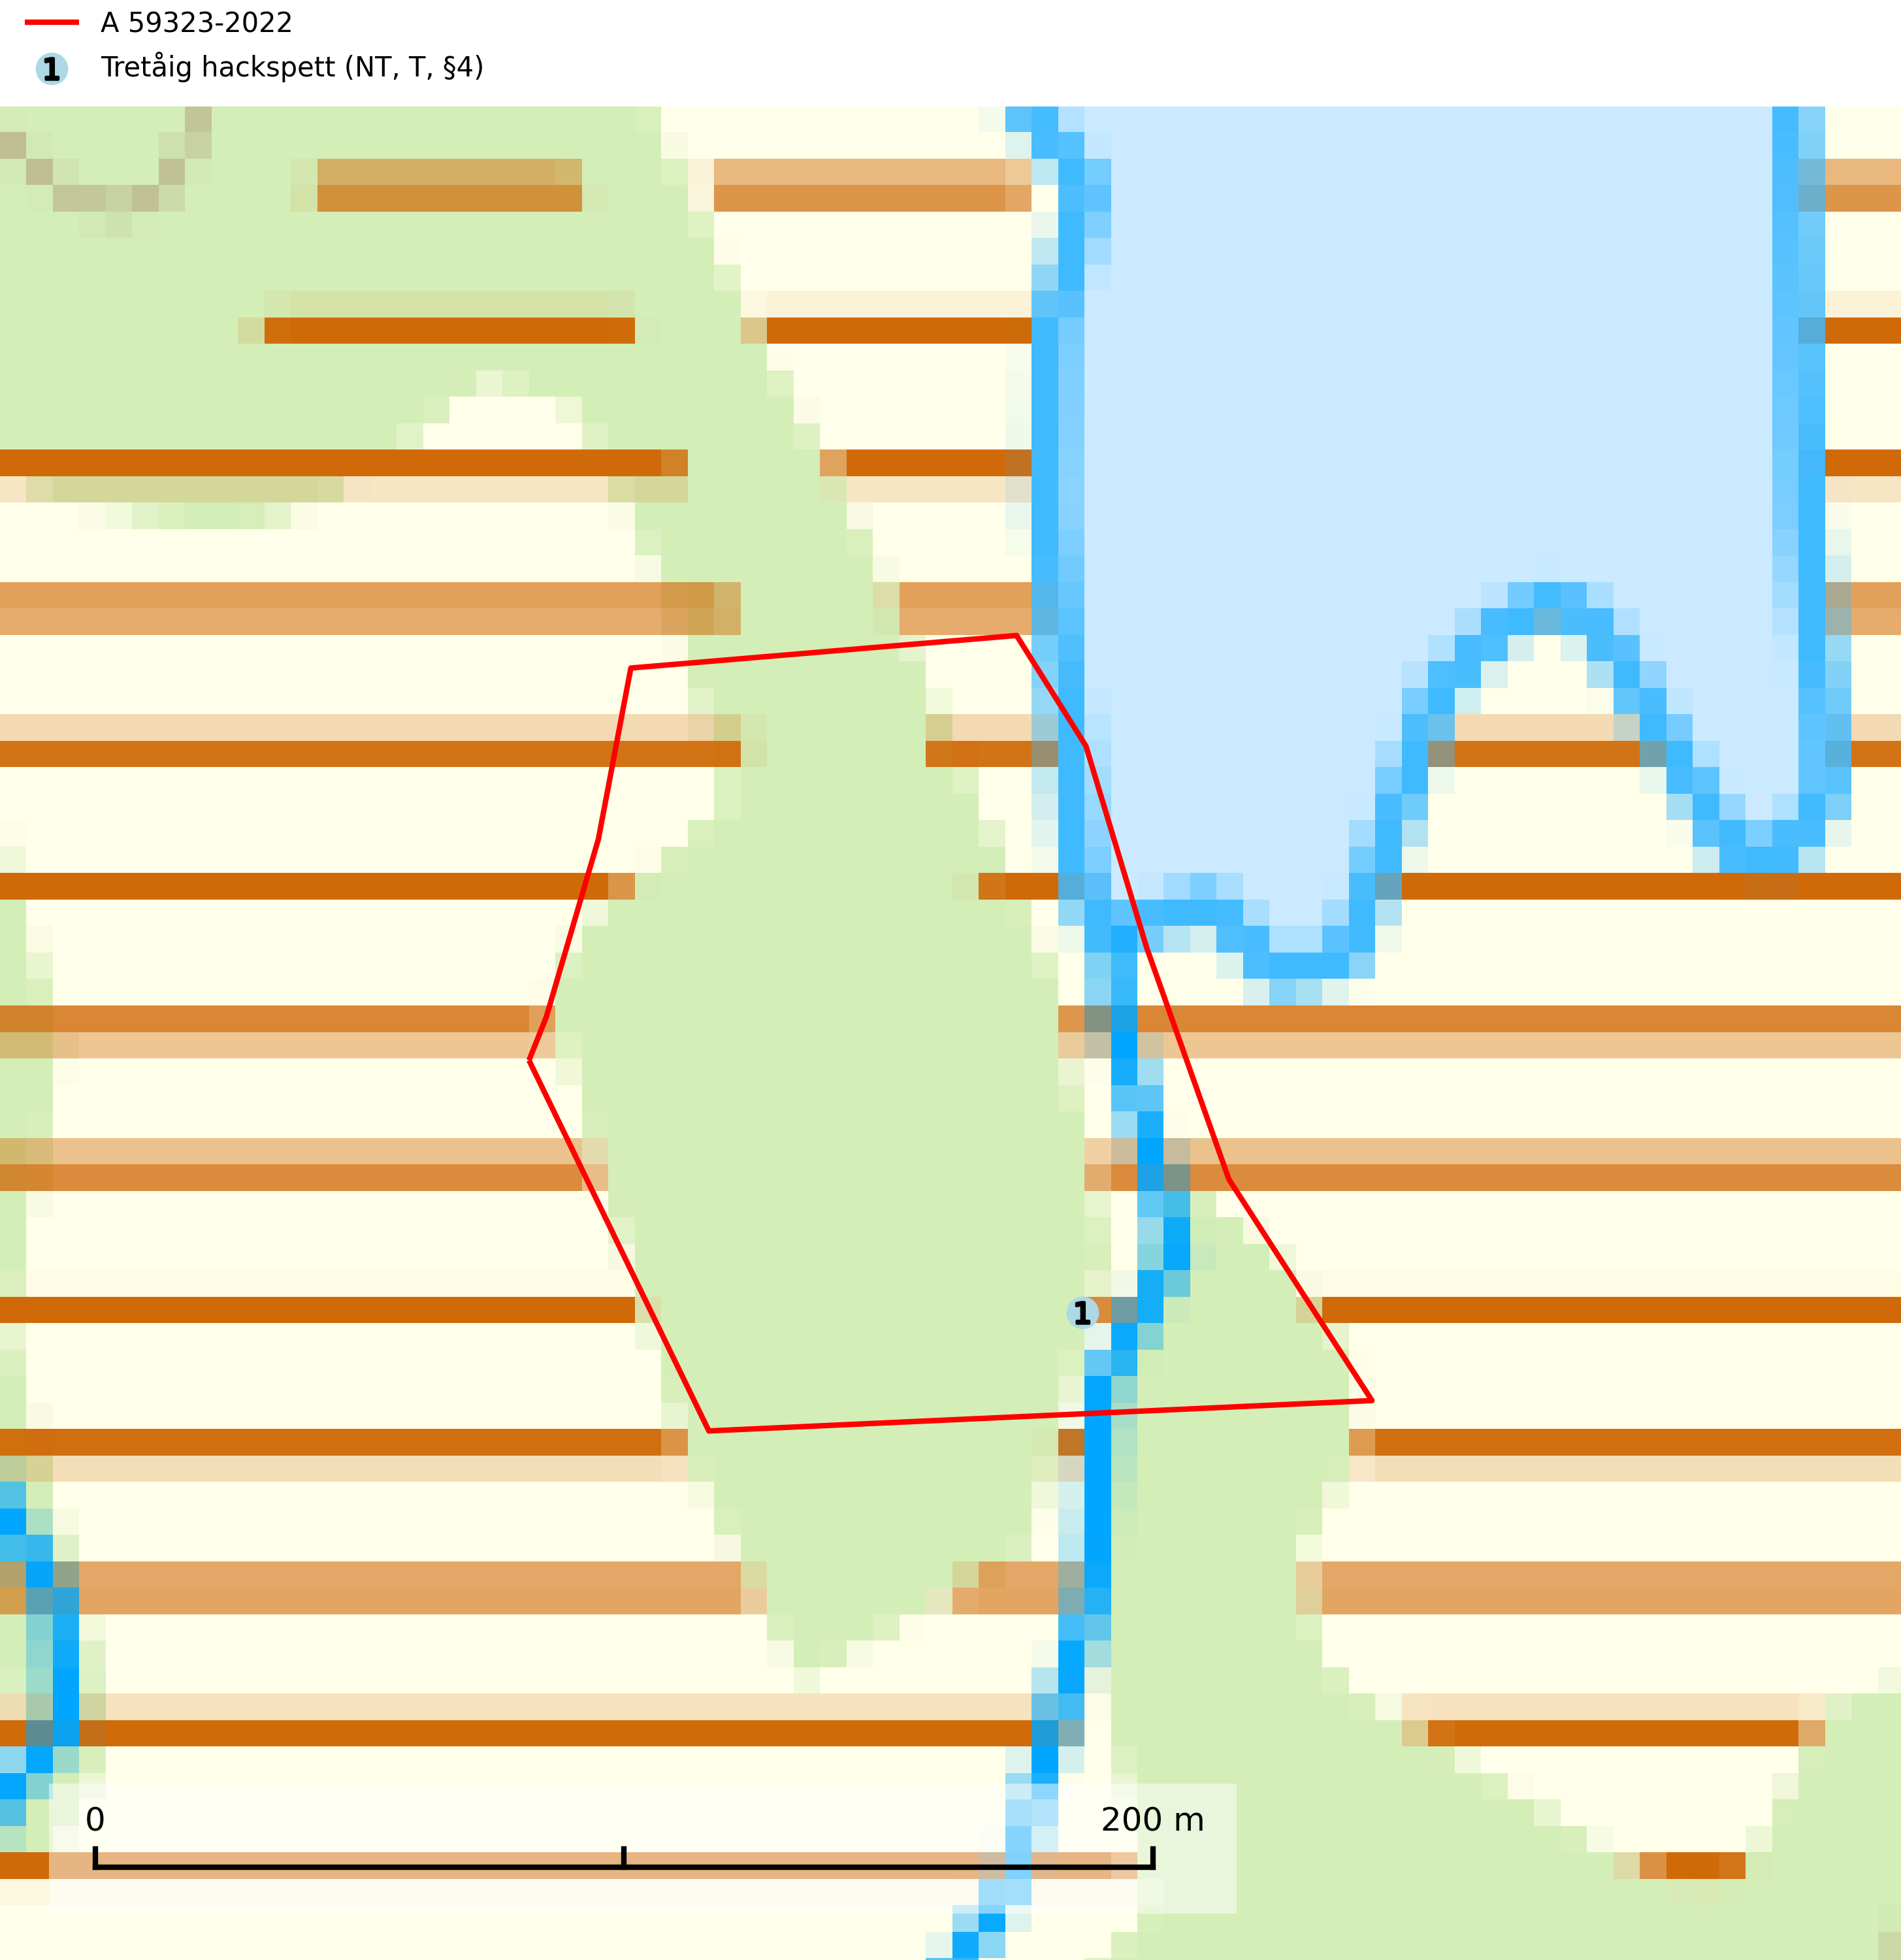 A 59323-2022
1 Tretåig hackspett (NT, T, §4)
1
0 200 m